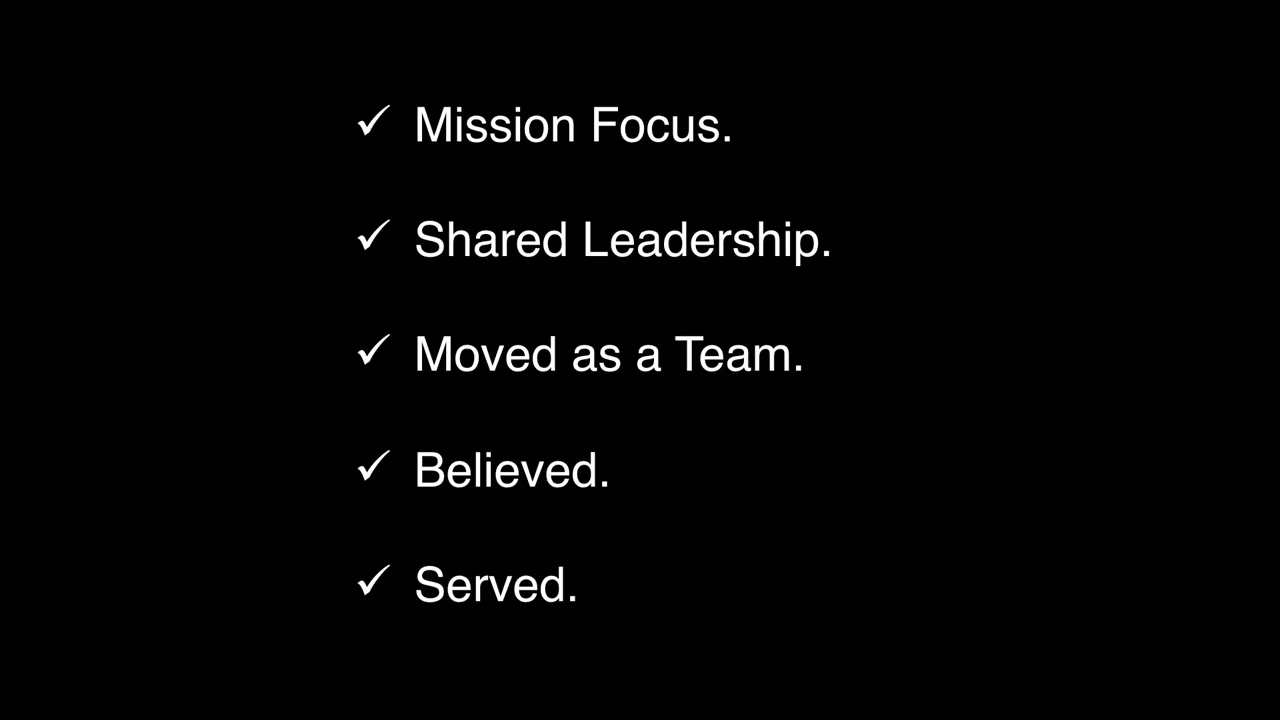 ✓ Mission Focus.
✓ Shared Leadership.
✓ Moved as a Team.
✓ Believed.
✓ Served.